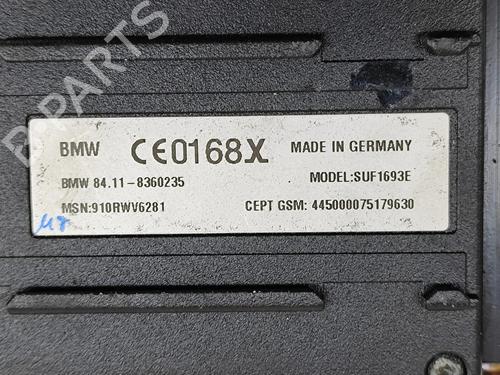 B-PARTS
BMW CE0168X MADE IN GERMANY
BMW 84.11-8360235 MODEL:SUF1693E
MSN:910RWV6281 CEPT GSM: 445000075179630